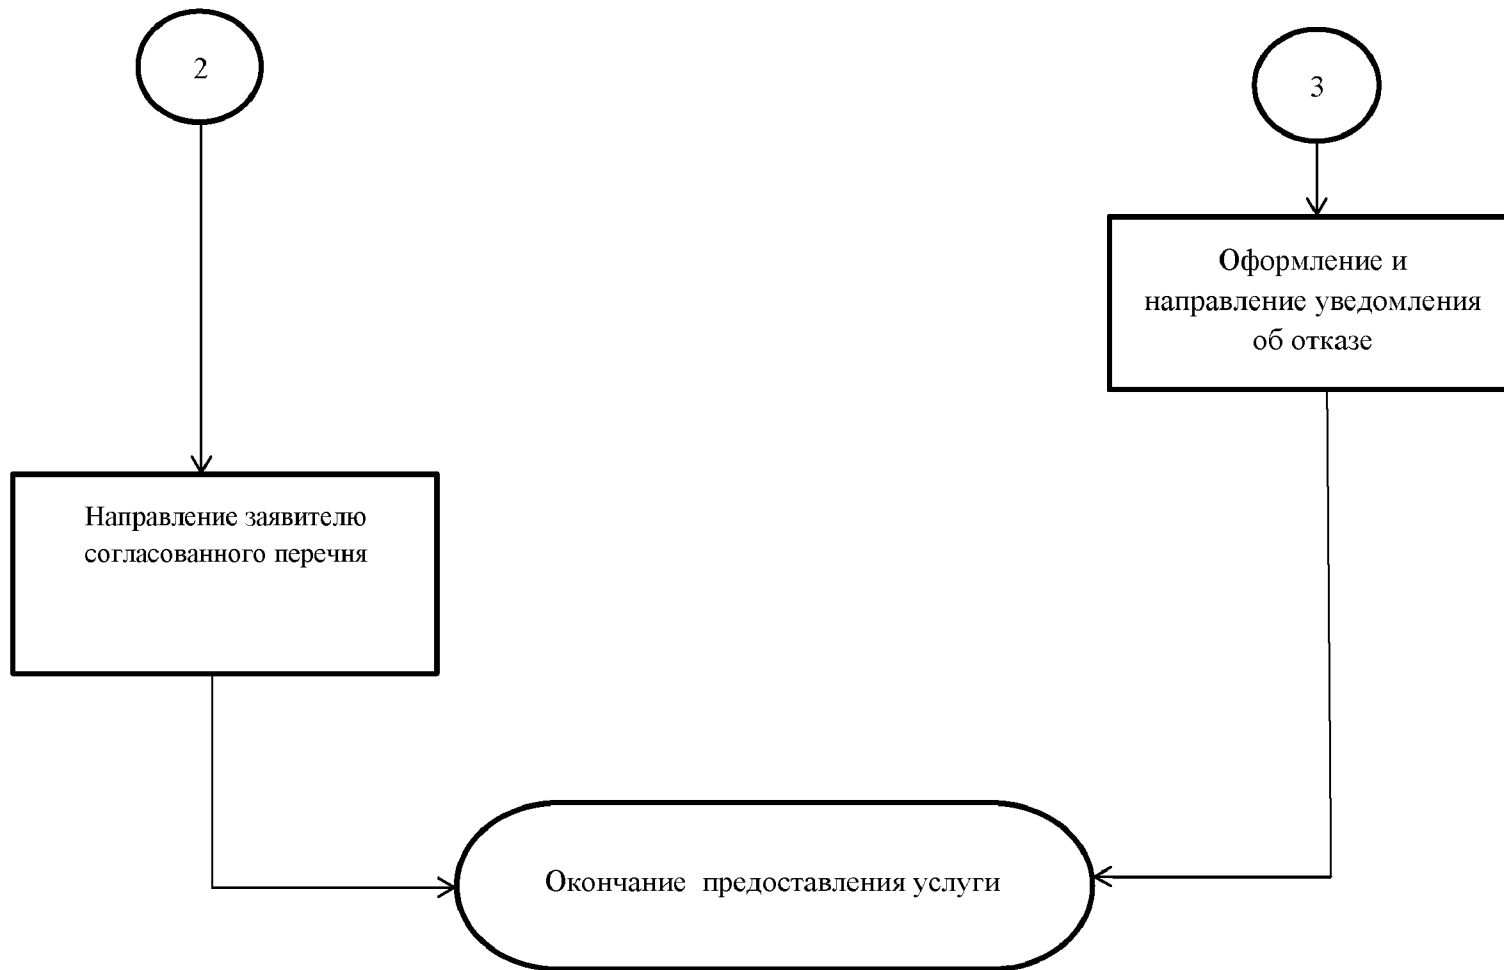 2
3
Оформление и
направление уведомления
об отказе
Направление заявителю
согласованного перечня
Окончание предоставления услуги